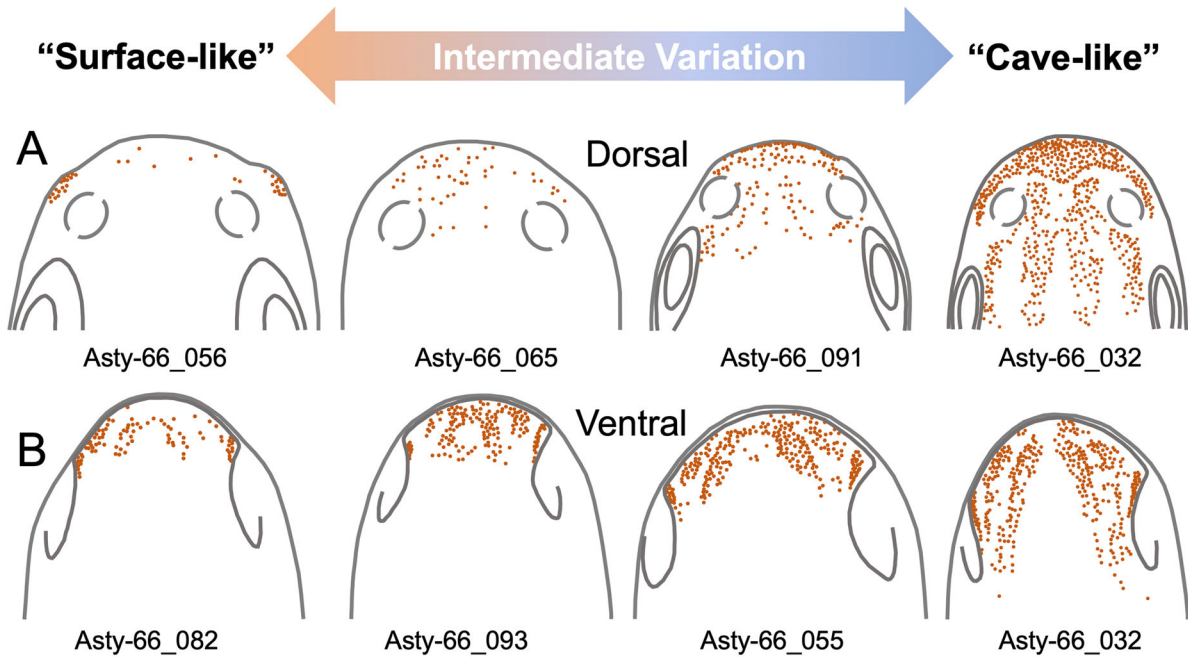 “Surface-like” Intermediate Variation “Cave-like”
A Dorsal
Asty-66_056 Asty-66_065 Asty-66_091 Asty-66_032
B Ventral
Asty-66_082 Asty-66_093 Asty-66_055 Asty-66_032